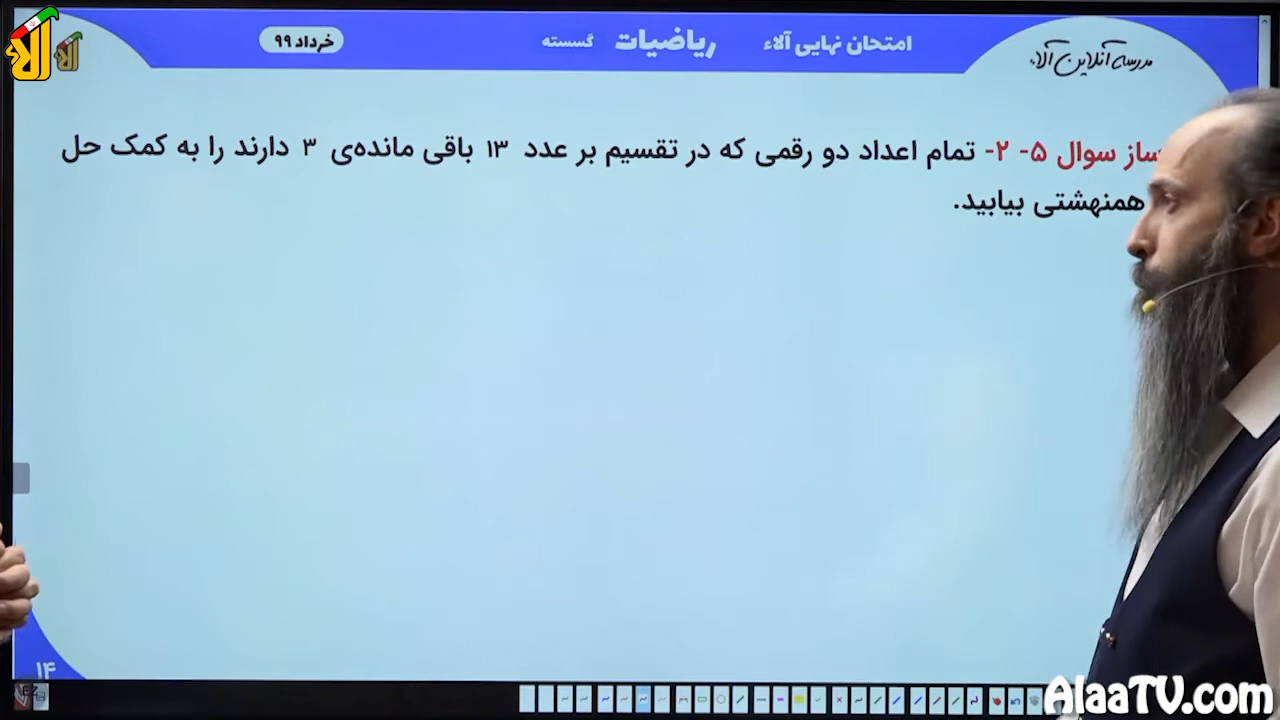 مدرسه آنلاین آلاء
امتحان نهایی آلاء ریاضیات گسسته
خرداد ۹۹
آلاء
ساز سوال ۵- ۲- تمام اعداد دو رقمی که در تقسیم بر عدد ۱۳ باقی مانده‌ی ۳ دارند را به کمک حل
همنهشتی بیابید.
۱۴
AlaaTV.com